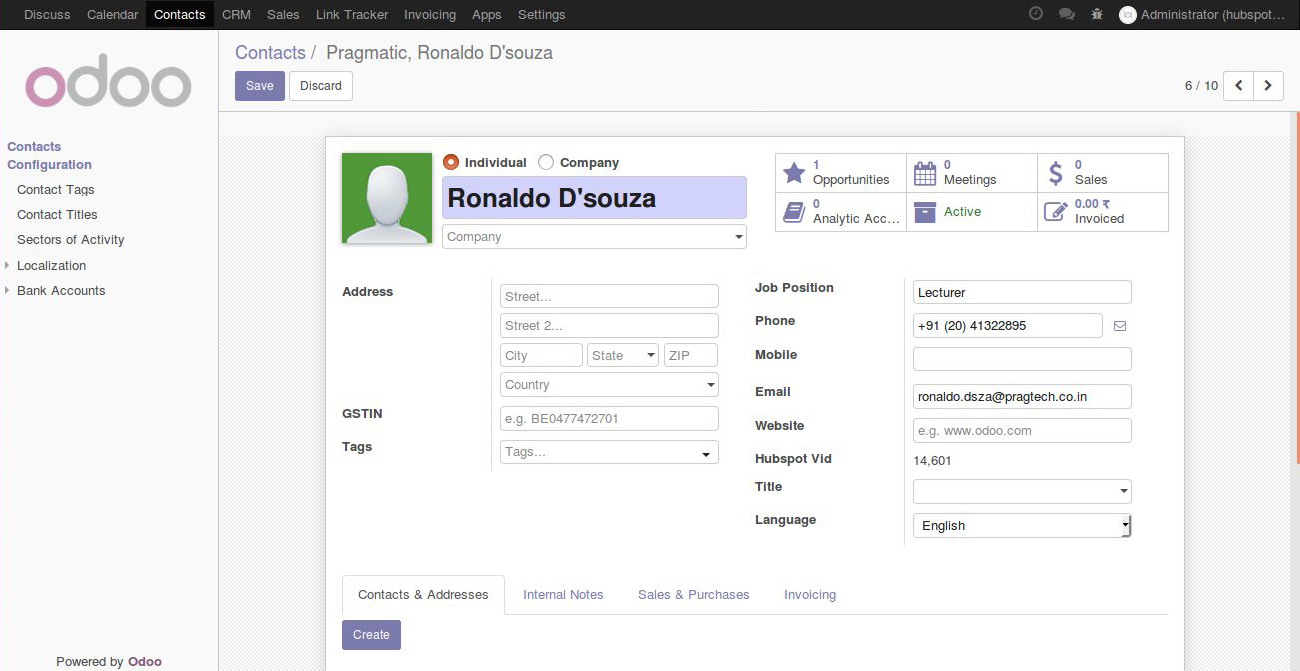 Discuss Calendar Contacts CRM Sales Link Tracker Invoicing Apps Settings Administrator (hubspot...
odoo
Contacts
Configuration
Contact Tags
Contact Titles
Sectors of Activity
Localization
Bank Accounts
Powered by Odoo
Contacts / Pragmatic, Ronaldo D'souza
Save Discard
6 / 10
Individual Company
Ronaldo D'souza
Company
1 Opportunities
0 Meetings
0 Sales
0 Analytic Acc...
Active
0.00 ₹ Invoiced
Address
Street...
Street 2...
City State ZIP
Country
GSTIN e.g. BE0477472701
Tags Tags...
Job Position Lecturer
Phone +91 (20) 41322895
Mobile
Email ronaldo.dsza@pragtech.co.in
Website e.g. www.odoo.com
Hubspot Vid 14,601
Title
Language English
Contacts & Addresses Internal Notes Sales & Purchases Invoicing
Create